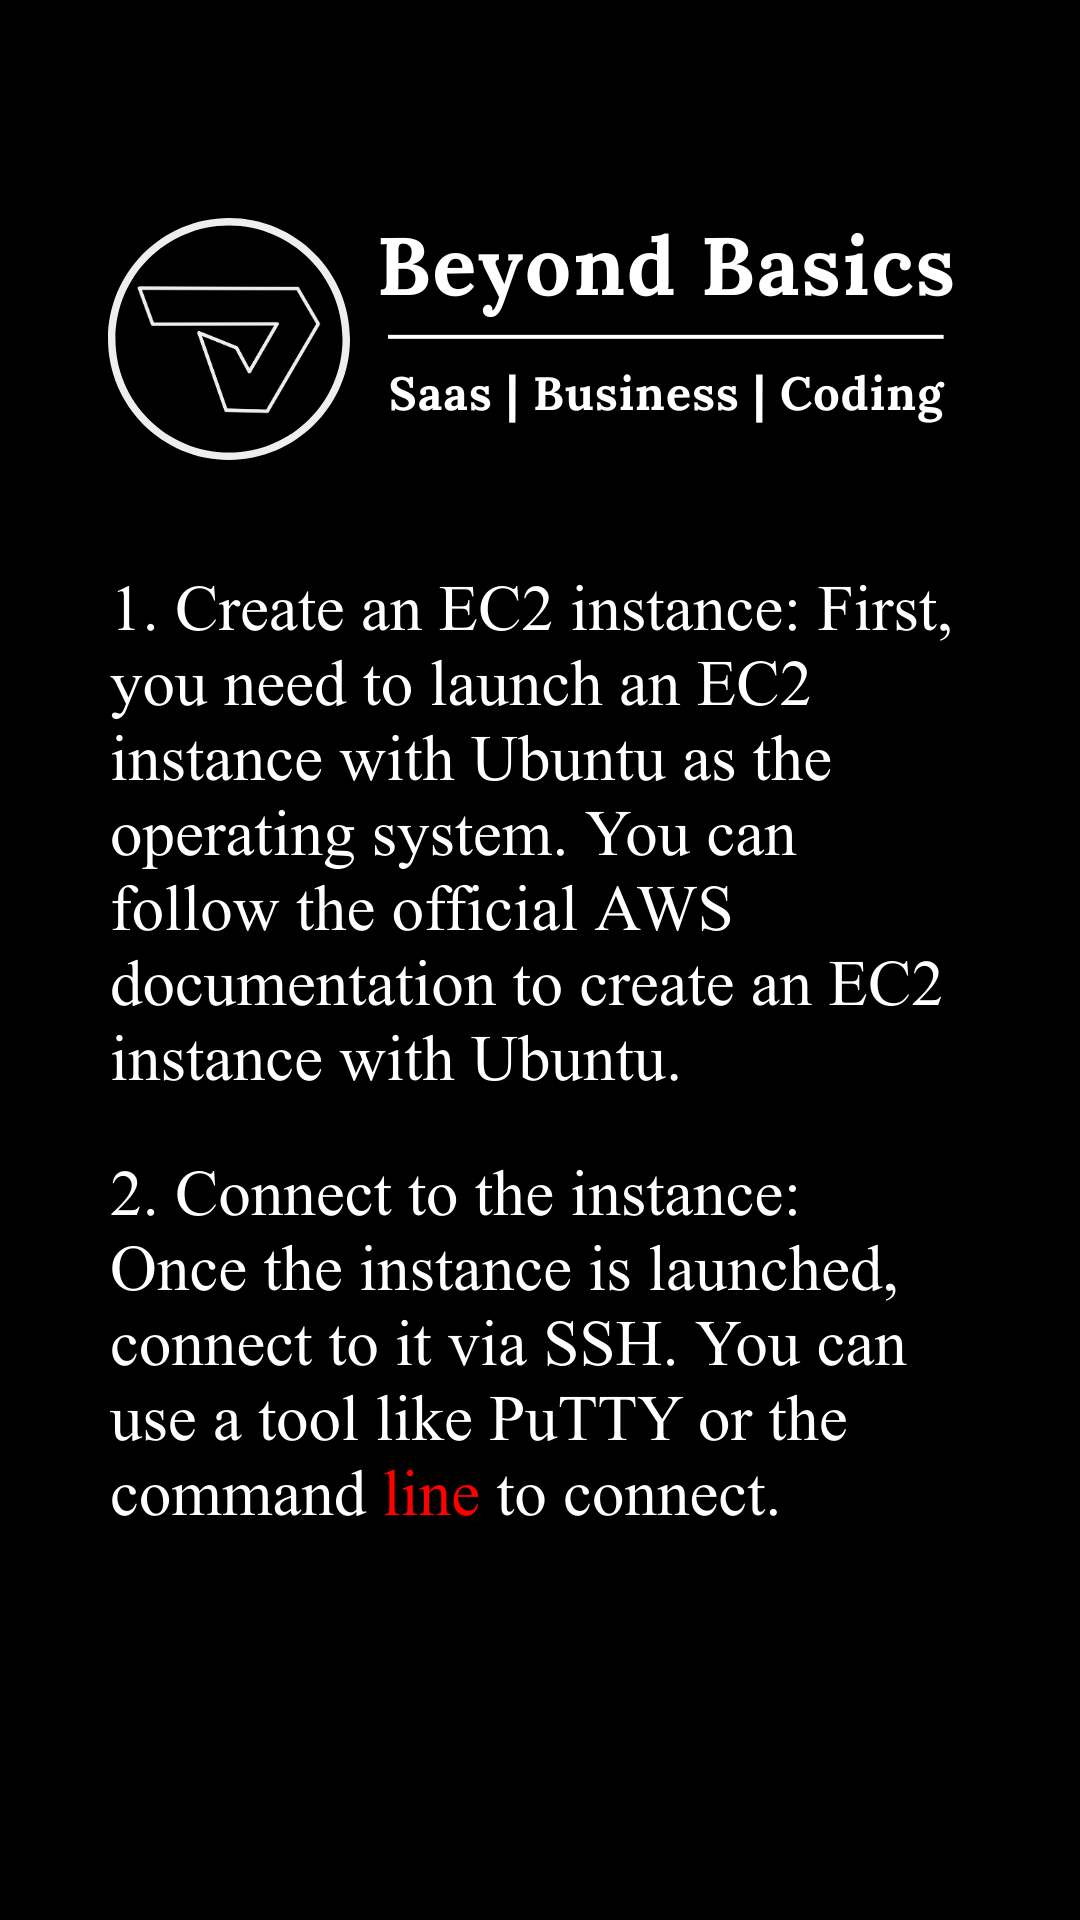 Beyond Basics
Saas | Business | Coding
1. Create an EC2 instance: First,
you need to launch an EC2
instance with Ubuntu as the
operating system. You can
follow the official AWS
documentation to create an EC2
instance with Ubuntu.
2. Connect to the instance:
Once the instance is launched,
connect to it via SSH. You can
use a tool like PuTTY or the
command line to connect.